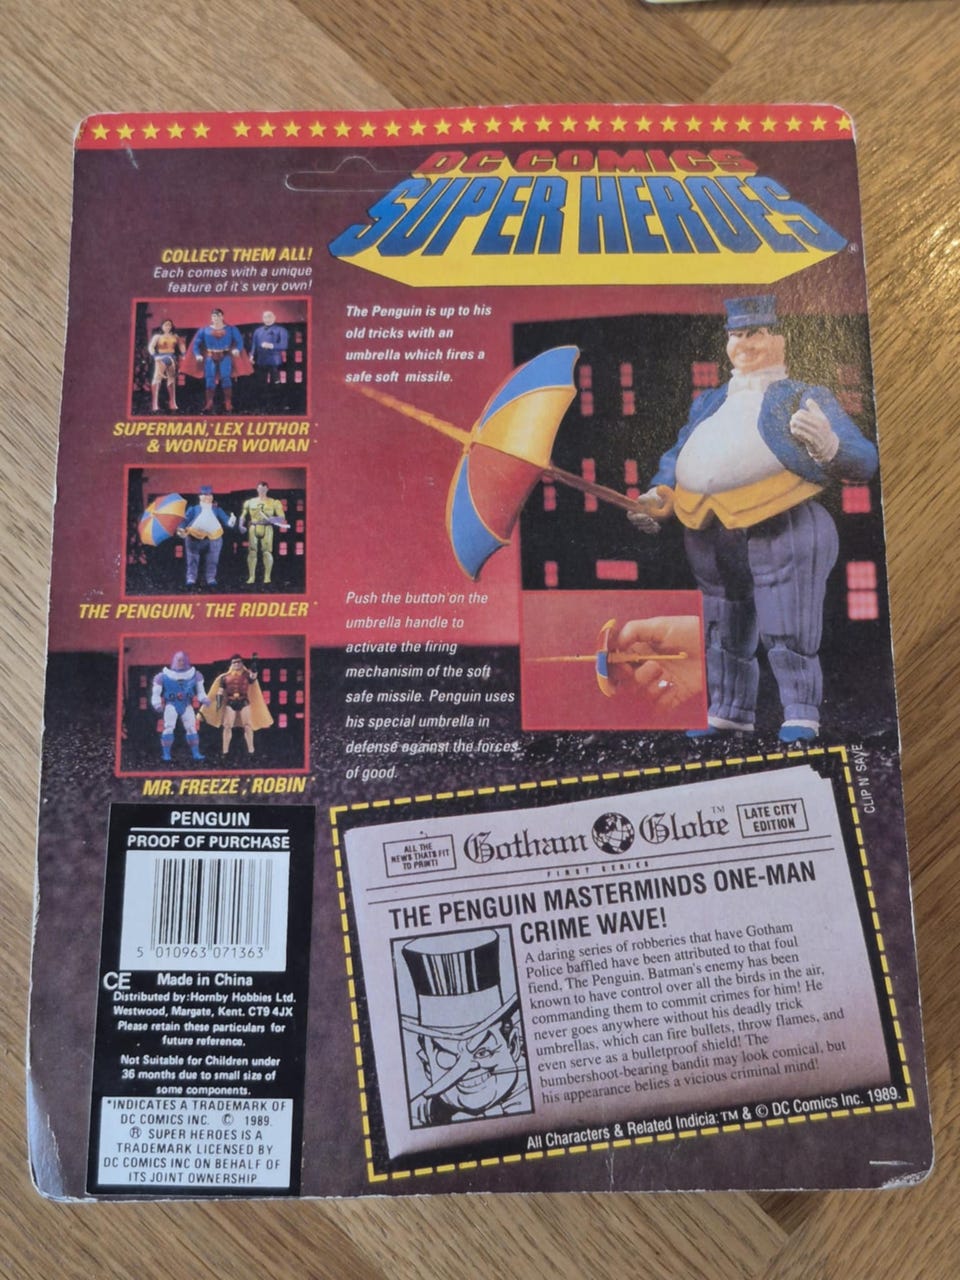 DC COMICS
SUPER HEROES®
COLLECT THEM ALL!
Each comes with a unique
feature of it's very own!
SUPERMAN,* LEX LUTHOR*
& WONDER WOMAN*
THE PENGUIN,* THE RIDDLER*
MR. FREEZE*, ROBIN*
The Penguin is up to his
old tricks with an
umbrella which fires a
safe soft missile.
Push the button on the
umbrella handle to
activate the firing
mechanisim of the soft
safe missile. Penguin uses
his special umbrella in
defense against the forces
of good.
PENGUIN
PROOF OF PURCHASE
5 010963 071363
CE Made in China
Distributed by:Hornby Hobbies Ltd.
Westwood, Margate, Kent. CT9 4JX
Please retain these particulars for
future reference.
Not Suitable for Children under
36 months due to small size of
some components.
*INDICATES A TRADEMARK OF
DC COMICS INC. © 1989.
® SUPER HEROES IS A
TRADEMARK LICENSED BY
DC COMICS INC ON BEHALF OF
ITS JOINT OWNERSHIP.
CLIP N' SAVE
ALL THE
NEWS THATS FIT
TO PRINT!
Gotham Globe™
LATE CITY
EDITION
FIRST SERIES
THE PENGUIN MASTERMINDS ONE-MAN
CRIME WAVE!
A daring series of robberies that have Gotham
Police baffled have been attributed to that foul
fiend, The Penguin. Batman's enemy has been
known to have control over all the birds in the air,
commanding them to commit crimes for him! He
never goes anywhere without his deadly trick
umbrellas, which can fire bullets, throw flames, and
even serve as a bulletproof shield! The
bumbershoot-bearing bandit may look comical, but
his appearance belies a vicious criminal mind!
All Characters & Related Indicia: TM & © DC Comics Inc. 1989.